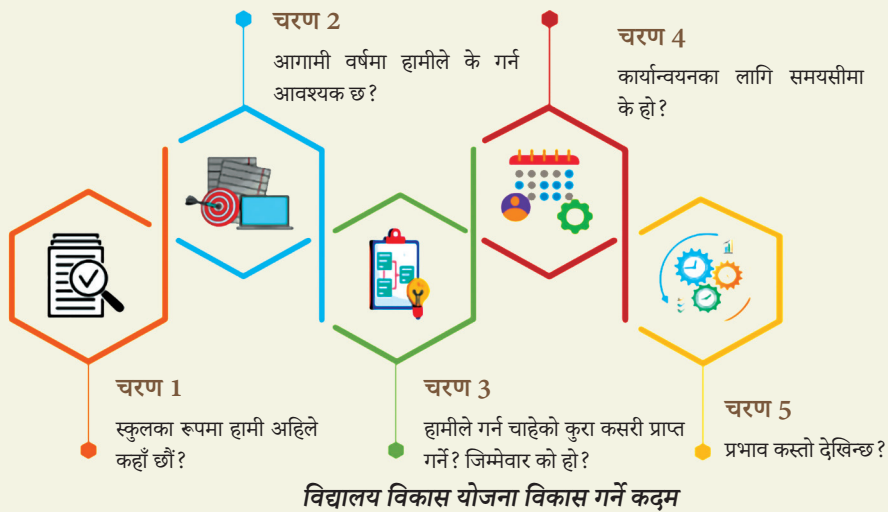 चरण 1
स्कुलका रूपमा हामी अहिले
कहाँ छौं?
चरण 2
आगामी वर्षमा हामीले के गर्न
आवश्यक छ?
चरण 3
हामीले गर्न चाहेको कुरा कसरी प्राप्त
गर्ने? जिम्मेवार को हो?
चरण 4
कार्यान्वयनका लागि समयसीमा
के हो?
चरण 5
प्रभाव कस्तो देखिन्छ?
विद्यालय विकास योजना विकास गर्ने कदम